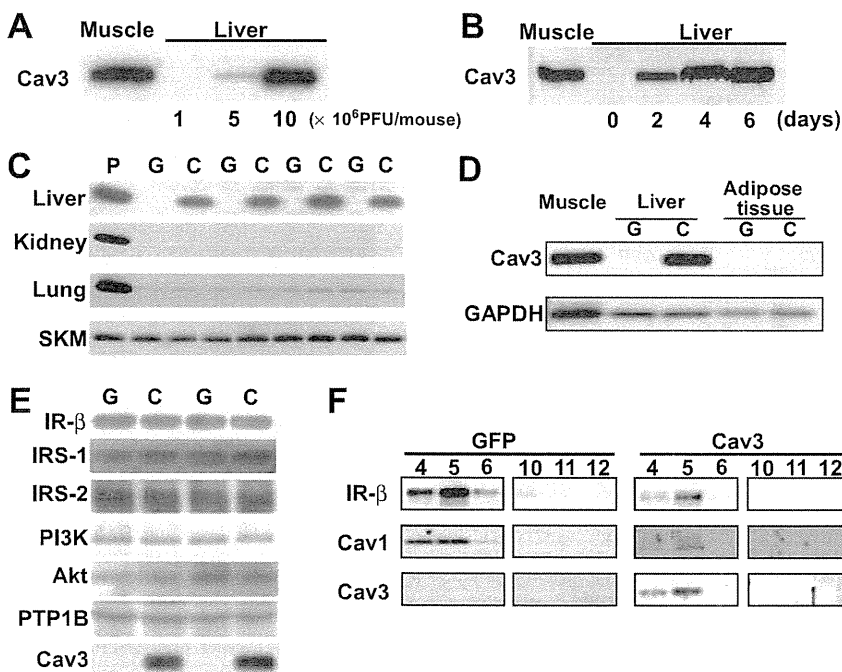 A
Muscle Liver
Cav3
1 5 10 (× 10⁶PFU/mouse)
B
Muscle Liver
Cav3
0 2 4 6 (days)
C
P G C G C G C G C
Liver
Kidney
Lung
SKM
D
Muscle Liver Adipose tissue
G C G C
Cav3
GAPDH
E
G C G C
IR-β
IRS-1
IRS-2
PI3K
Akt
PTP1B
Cav3
F
GFP Cav3
4 5 6 10 11 12 4 5 6 10 11 12
IR-β
Cav1
Cav3